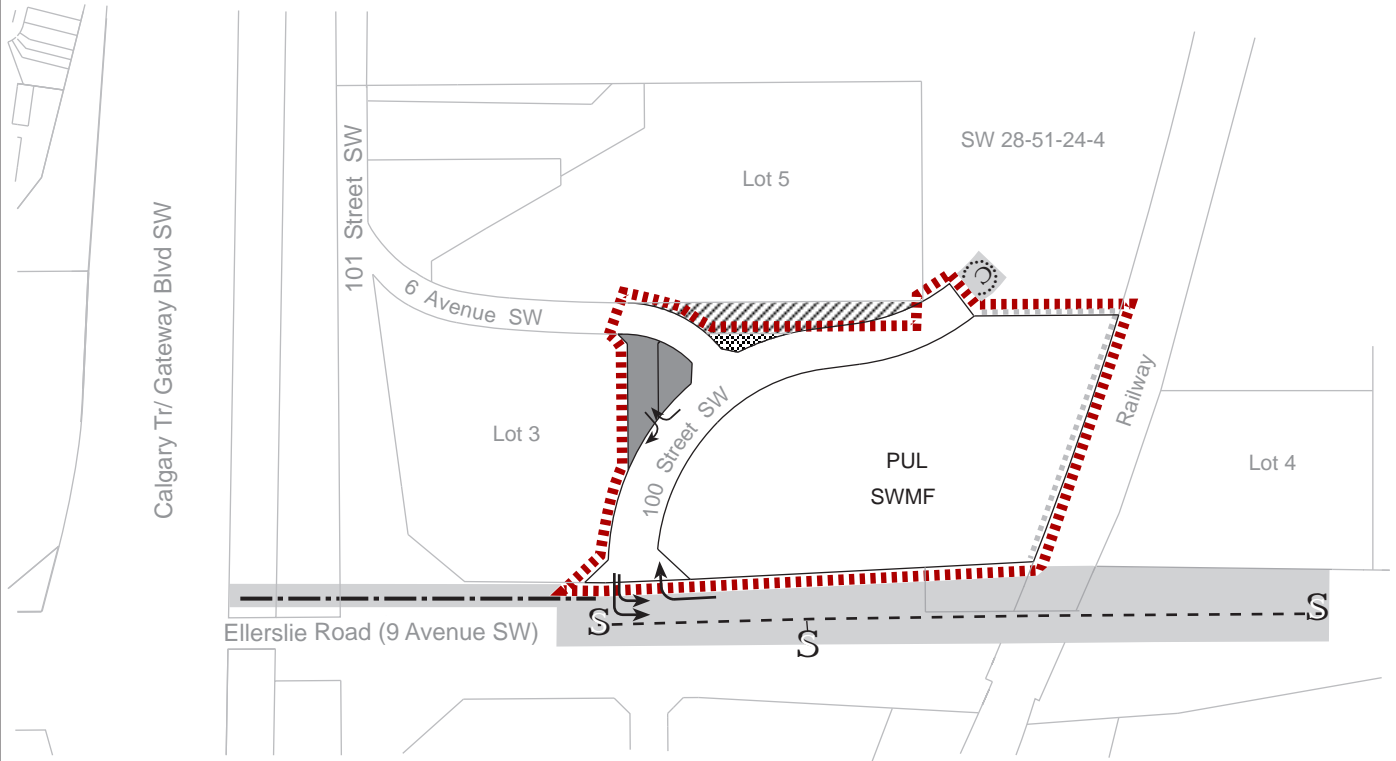 SW 28-51-24-4
Lot 5
101 Street SW
Calgary Tr/ Gateway Blvd SW
6 Avenue SW
C
Railway
Lot 3
100 Street SW
PUL
SWMF
Lot 4
S
S
S
Ellerslie Road (9 Avenue SW)